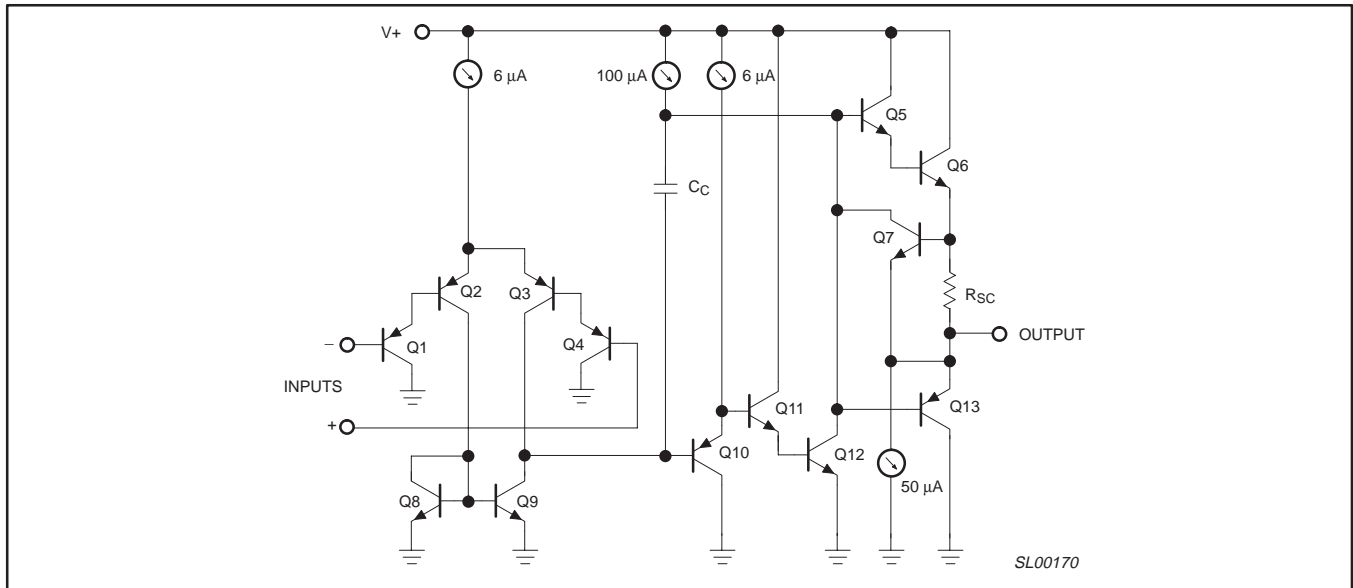 V+
6 µA
100 µA
6 µA
Q5
Q6
CC
Q7
Q2
Q3
RSC
−
Q1
Q4
OUTPUT
INPUTS
+
Q11
Q13
Q10
Q12
Q8
Q9
50 µA
SL00170